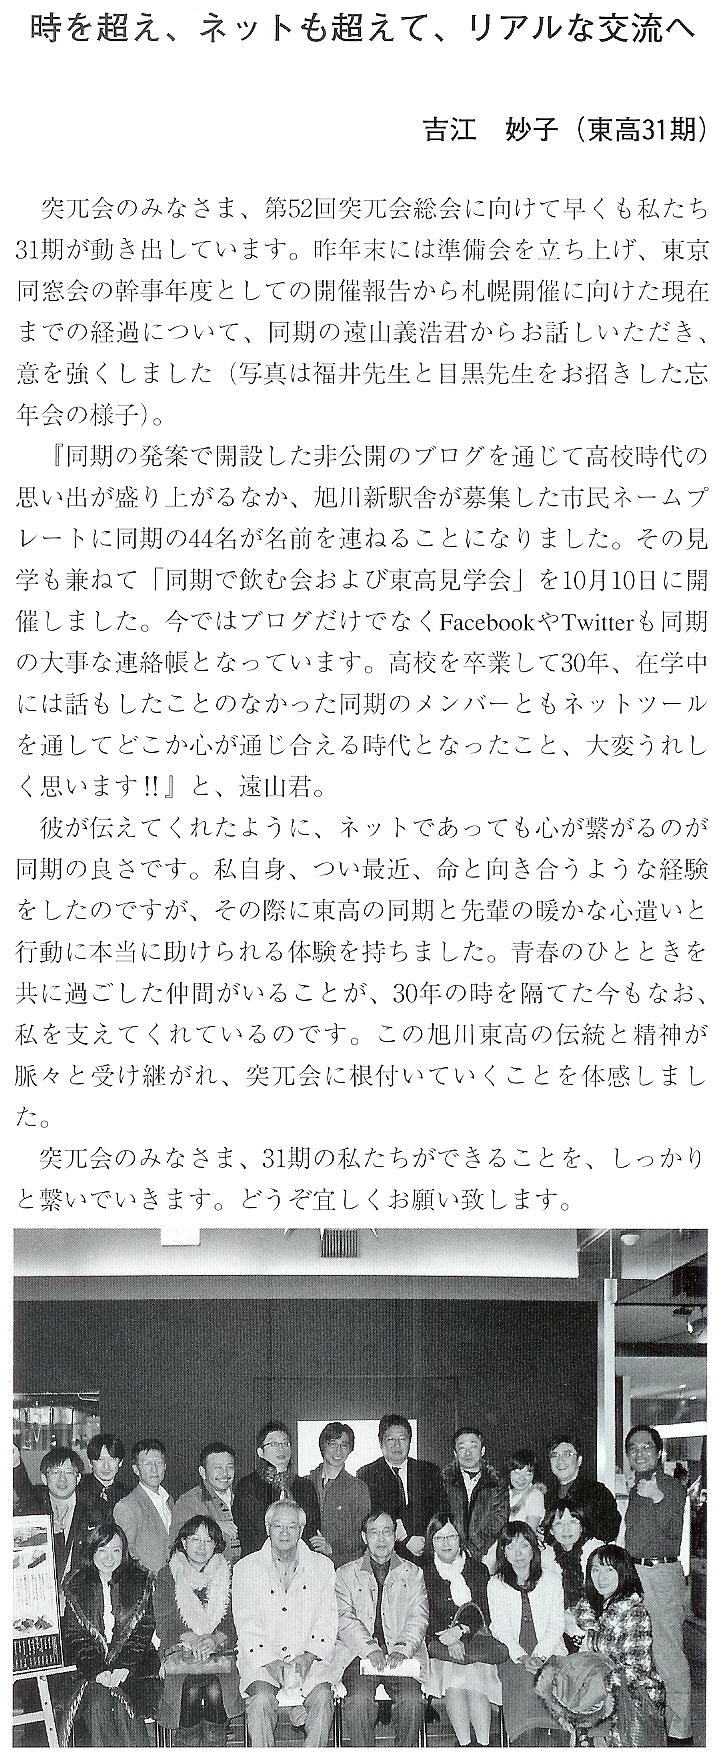 時を超え、ネットも超えて、リアルな交流へ
吉江　妙子（東高31期）
　突兀会のみなさま、第52回突兀会総会に向けて早くも私たち
31期が動き出しています。昨年末には準備会を立ち上げ、東京
同窓会の幹事年度としての開催報告から札幌開催に向けた現在
までの経過について、同期の遠山義浩君からお話しいただき、
意を強くしました（写真は福井先生と目黒先生をお招きした忘
年会の様子）。
　『同期の発案で開設した非公開のブログを通じて高校時代の
思い出が盛り上がるなか、旭川新駅舎が募集した市民ネームプ
レートに同期の44名が名前を連ねることになりました。その見
学も兼ねて「同期で飲む会および東高見学会」を10月10日に開
催しました。今ではブログだけでなくFacebookやTwitterも同期
の大事な連絡帳となっています。高校を卒業して30年、在学中
には話もしたことのなかった同期のメンバーともネットツール
を通してどこか心が通じ合える時代となったこと、大変うれし
く思います!!』と、遠山君。
　彼が伝えてくれたように、ネットであっても心が繋がるのが
同期の良さです。私自身、つい最近、命と向き合うような経験
をしたのですが、その際に東高の同期と先輩の暖かな心遣いと
行動に本当に助けられる体験を持ちました。青春のひとときを
共に過ごした仲間がいることが、30年の時を隔てた今もなお、
私を支えてくれているのです。この旭川東高の伝統と精神が
脈々と受け継がれ、突兀会に根付いていくことを体感しまし
た。
　突兀会のみなさま、31期の私たちができることを、しっかり
と繋いでいきます。どうぞ宜しくお願い致します。